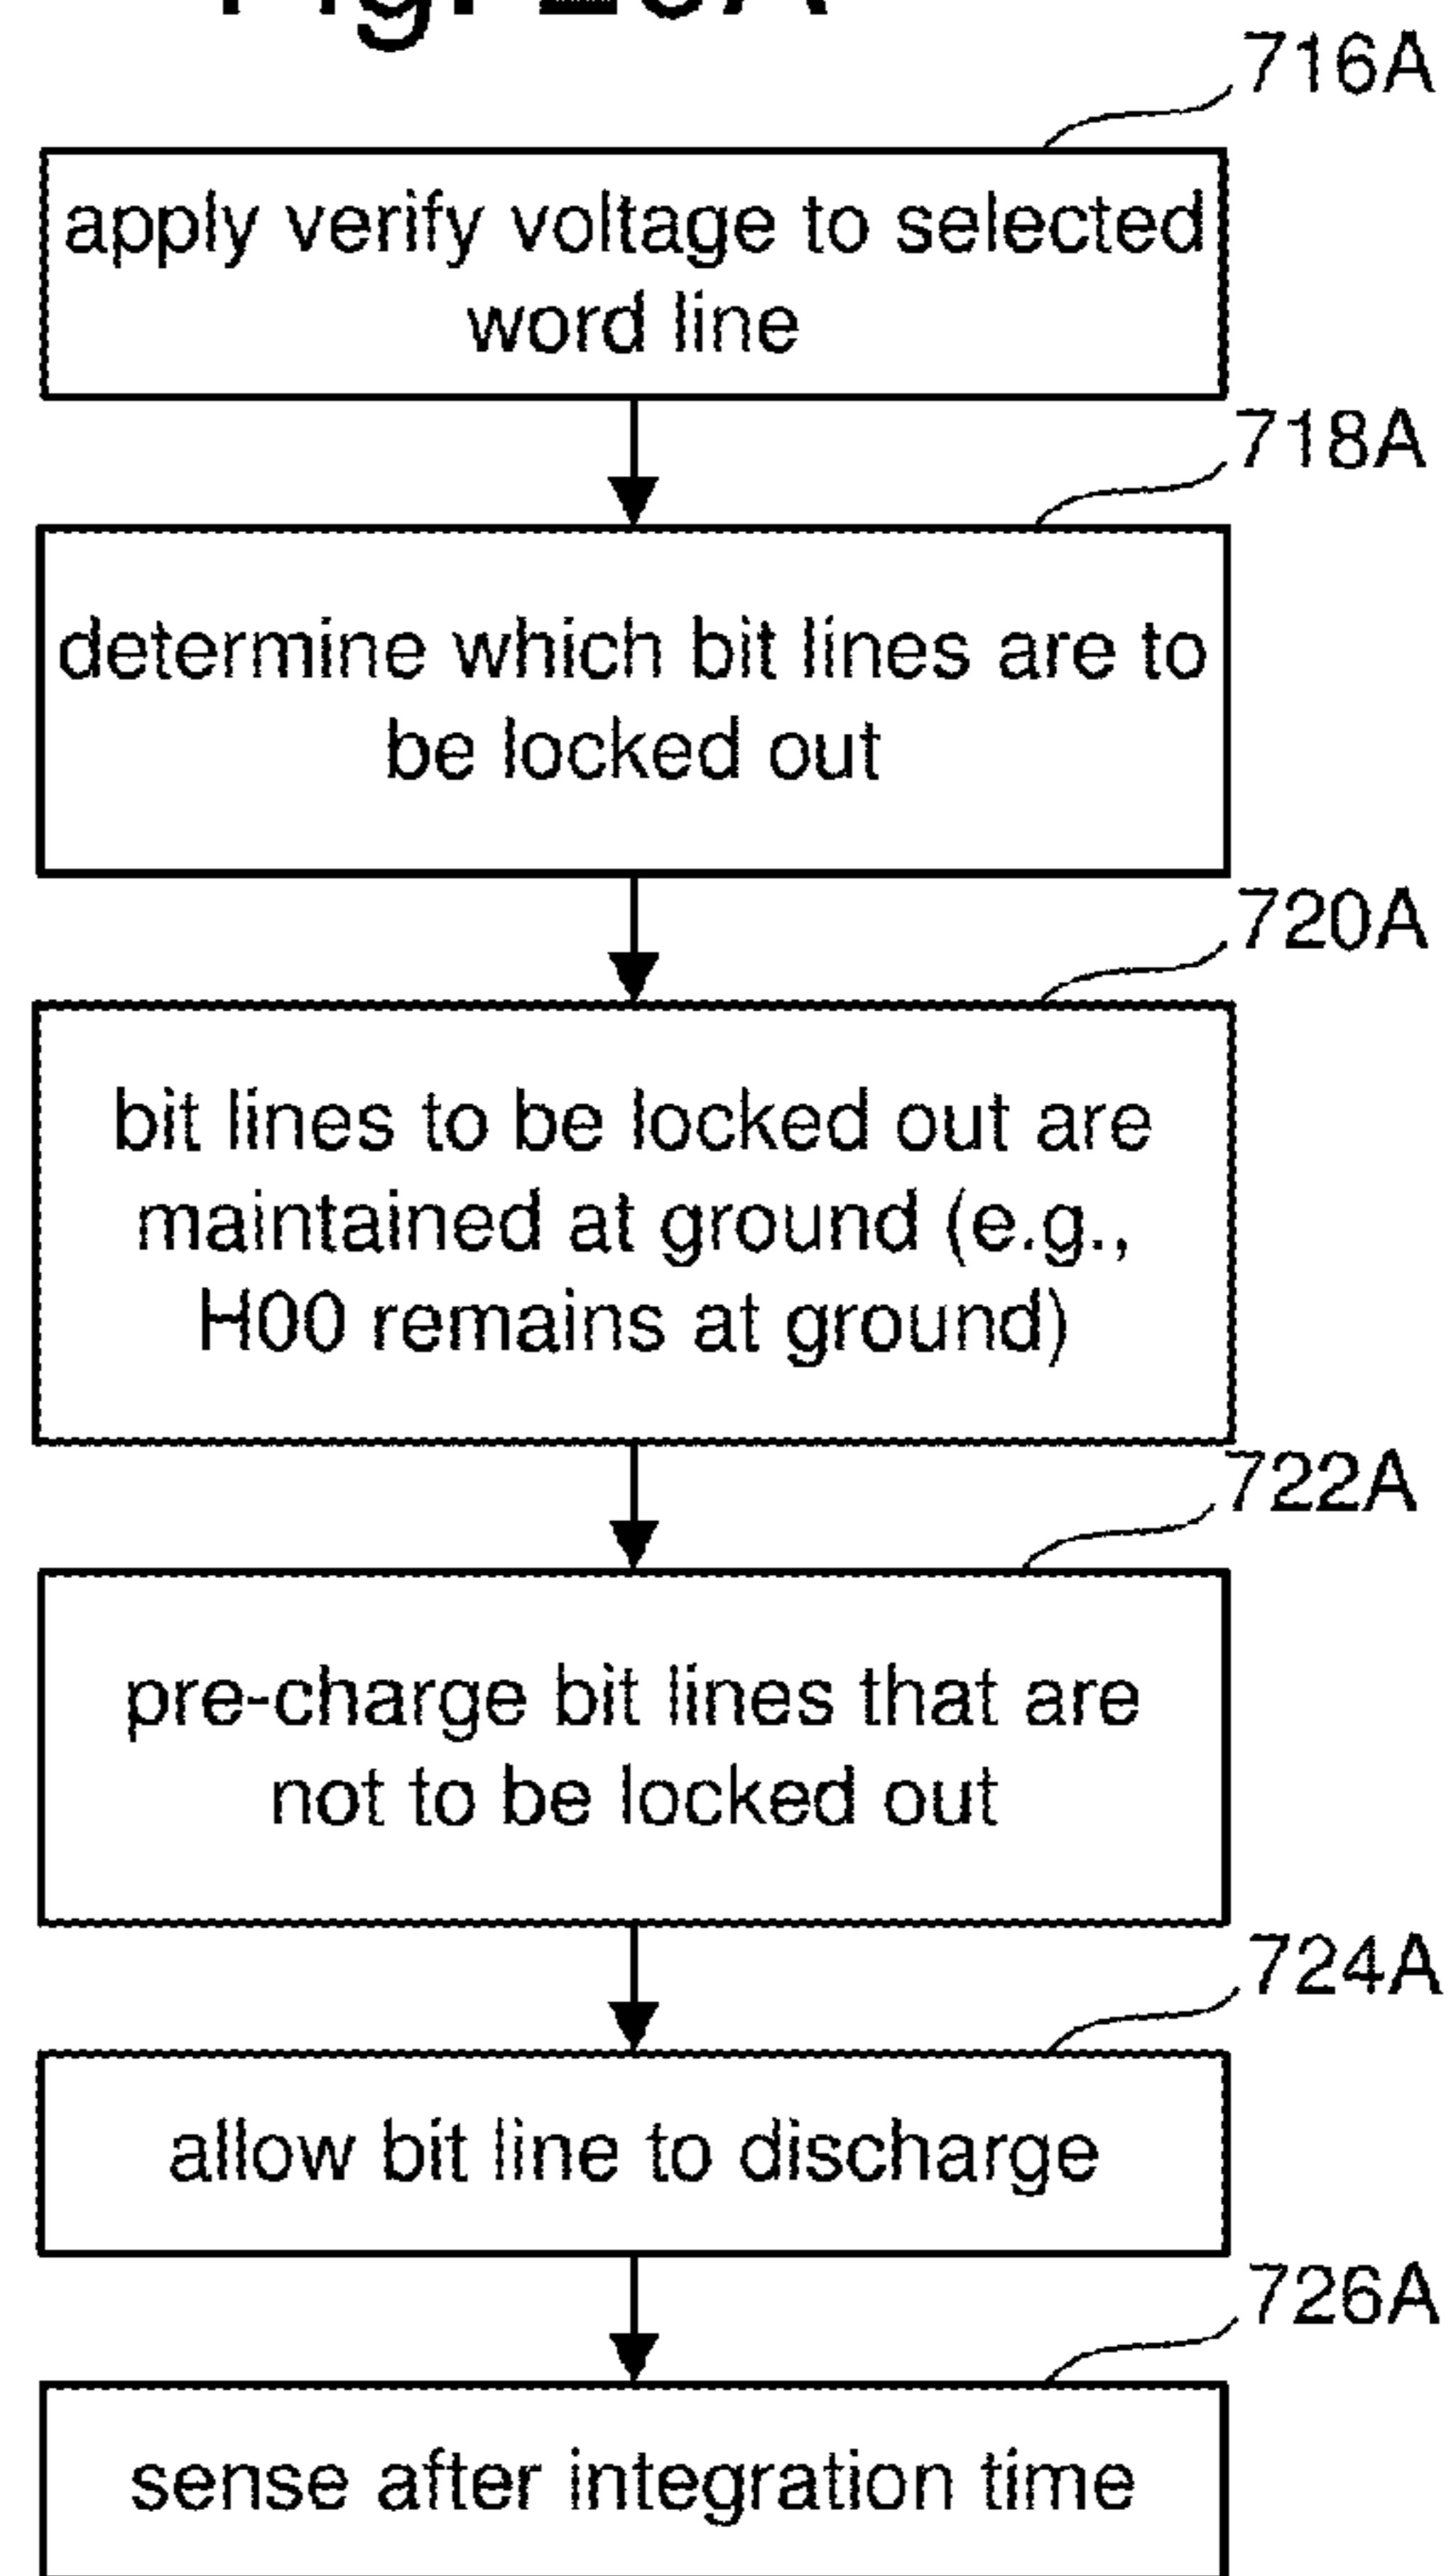 716A
apply verify voltage to selected
word line
718A
determine which bit lines are to
be locked out
720A
bit lines to be locked out are
maintained at ground (e.g.,
H00 remains at ground)
722A
pre-charge bit lines that are
not to be locked out
724A
allow bit line to discharge
726A
sense after integration time